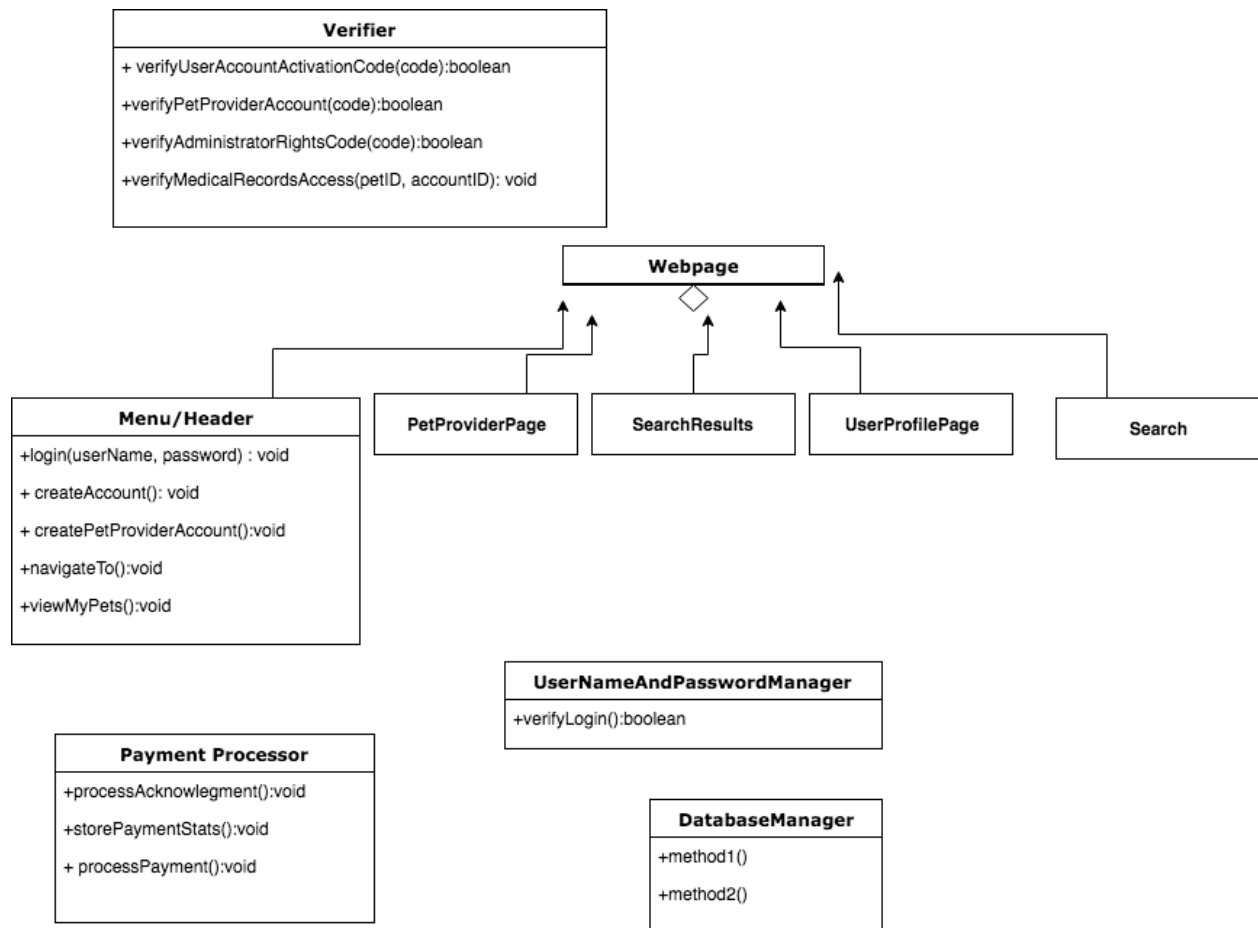 Verifier
+ verifyUserAccountActivationCode(code):boolean
+verifyPetProviderAccount(code):boolean
+verifyAdministratorRightsCode(code):boolean
+verifyMedicalRecordsAccess(petID, accountID): void
Webpage
Menu/Header
+login(userName, password) : void
+ createAccount(): void
+ createPetProviderAccount():void
+navigateTo():void
+viewMyPets():void
PetProviderPage
SearchResults
UserProfilePage
Search
UserNameAndPasswordManager
+verifyLogin():boolean
Payment Processor
+processAcknowlegment():void
+storePaymentStats():void
+ processPayment():void
DatabaseManager
+method1()
+method2()